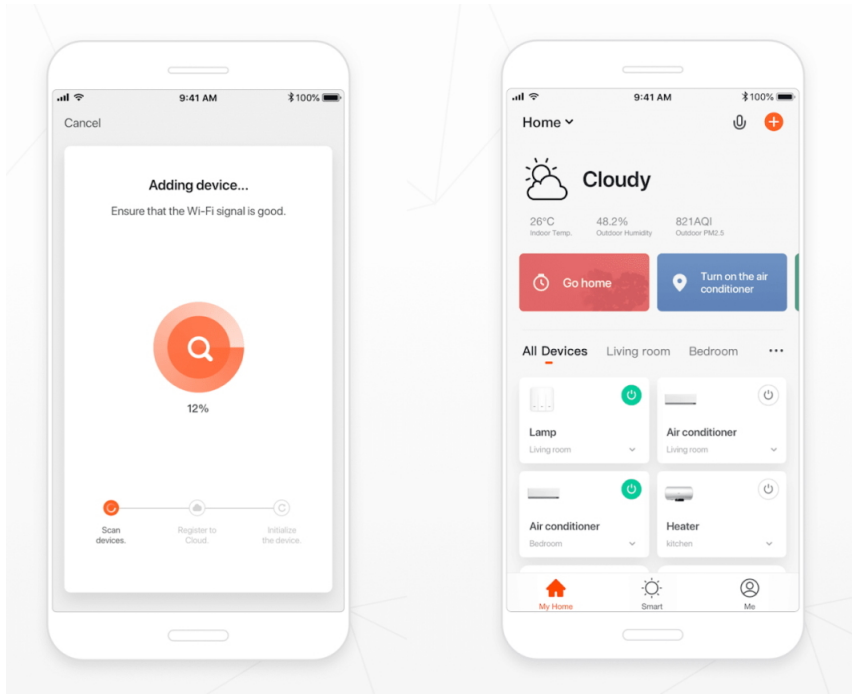 9:41 AM
100%
Cancel
Adding device...
Ensure that the Wi-Fi signal is good.
12%
Scan
devices.
Register to
Cloud.
Initialize
the device.
9:41 AM
100%
Home
Cloudy
26°C
48.2%
821AQI
Indoor Temp.
Outdoor Humidity
Outdoor PM2.5
Go home
Turn on the air
conditioner
All Devices
Living room
Bedroom
Lamp
Living room
Air conditioner
Living room
Air conditioner
Bedroom
Heater
kitchen
My Home
Smart
Me